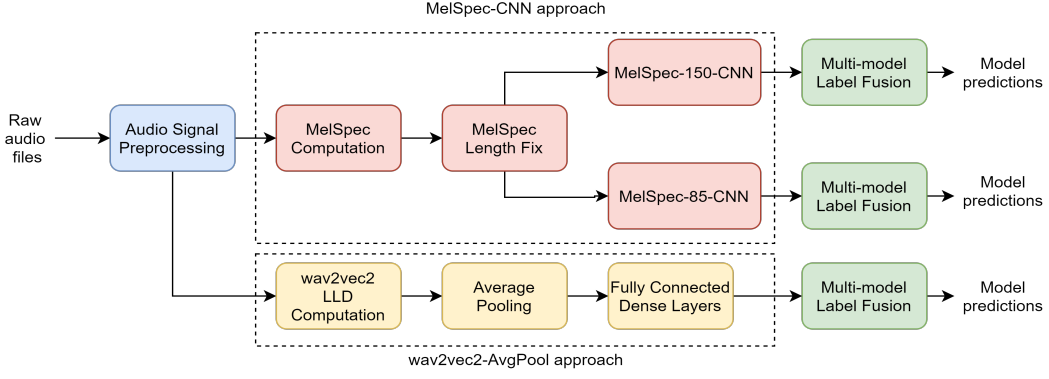 MelSpec-CNN approach
Raw
audio
files
Audio Signal
Preprocessing
MelSpec
Computation
MelSpec
Length Fix
MelSpec-150-CNN
Multi-model
Label Fusion
Model
predictions
MelSpec-85-CNN
Multi-model
Label Fusion
Model
predictions
wav2vec2
LLD
Computation
Average
Pooling
Fully Connected
Dense Layers
Multi-model
Label Fusion
Model
predictions
wav2vec2-AvgPool approach